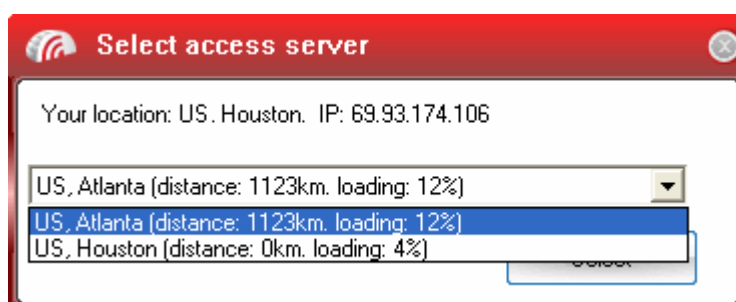 Select access server
Your location: US. Houston. IP: 69.93.174.106
US, Atlanta (distance: 1123km. loading: 12%)
US, Atlanta (distance: 1123km. loading: 12%)
US, Houston (distance: 0km. loading: 4%)